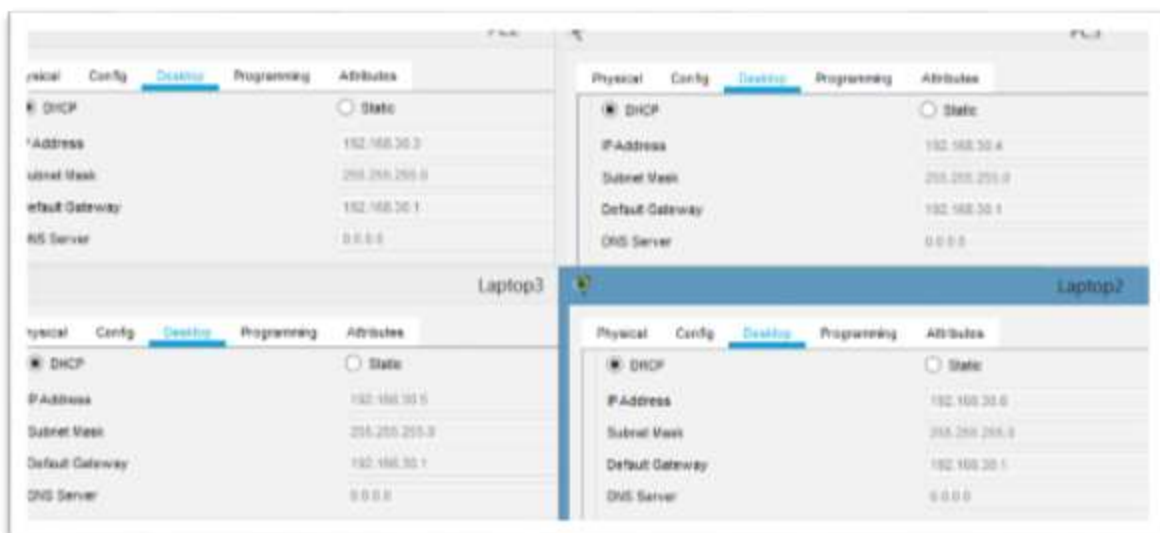 PC2
PC3
ysical Config Desktop Programming Attributes
DHCP Static
P Address 192.168.30.3
ubnet Mask 255.255.255.0
efault Gateway 192.168.30.1
NS Server 0.0.0.0
Physical Config Desktop Programming Attributes
DHCP Static
IP Address 192.168.30.4
Subnet Mask 255.255.255.0
Default Gateway 192.168.30.1
DNS Server 0.0.0.0
Laptop3
hysical Config Desktop Programming Attributes
DHCP Static
IP Address 192.168.30.5
Subnet Mask 255.255.255.0
Default Gateway 192.168.30.1
DNS Server 0.0.0.0
Laptop2
Physical Config Desktop Programming Attributes
DHCP Static
IP Address 192.168.30.6
Subnet Mask 255.255.255.0
Default Gateway 192.168.30.1
DNS Server 0.0.0.0